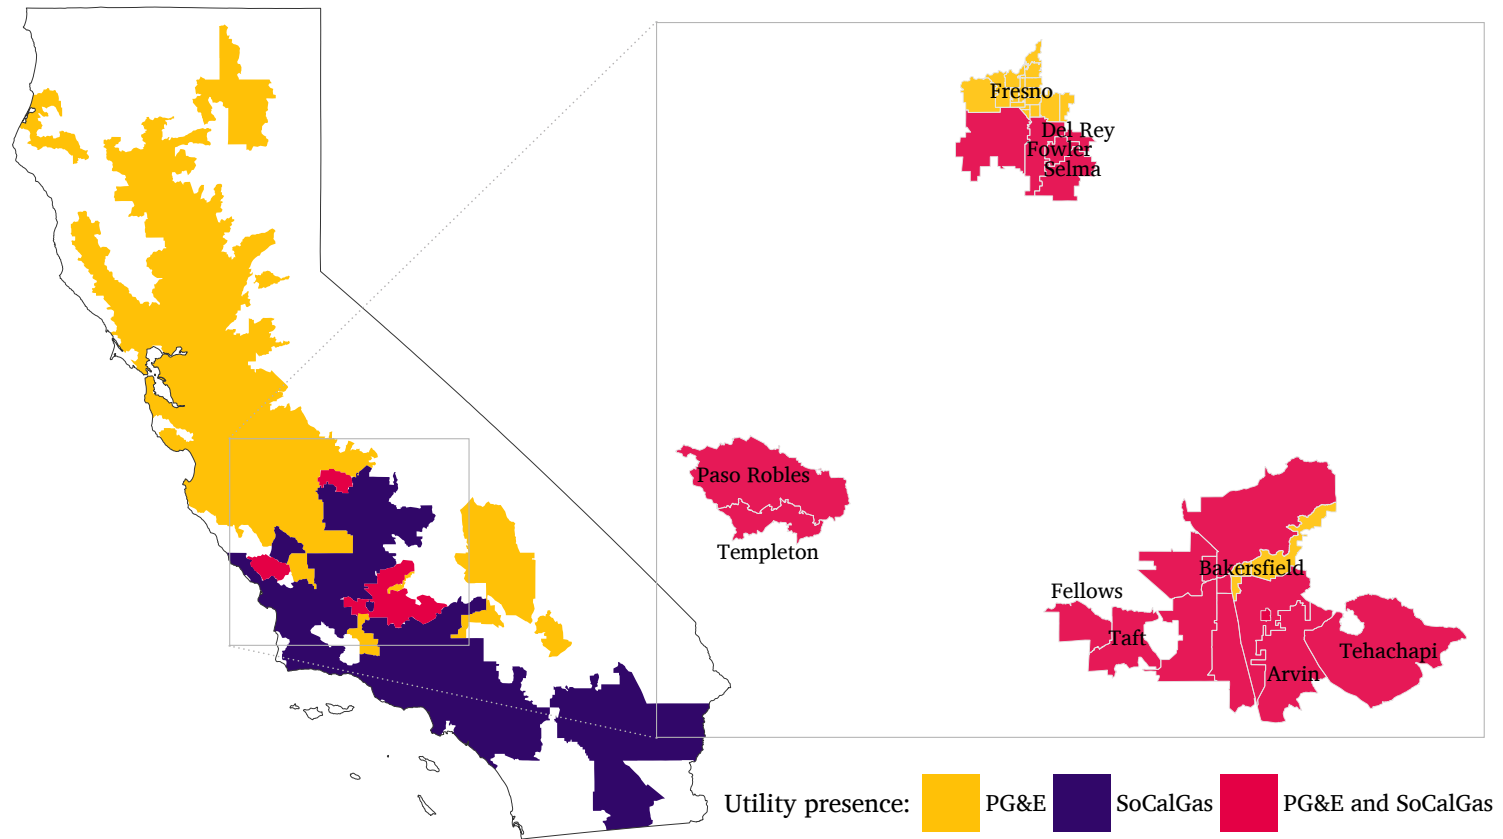 Fresno
Del Rey
Fowler
Selma
Paso Robles
Templeton
Bakersfield
Fellows
Taft
Tehachapi
Arvin
Utility presence: PG&E SoCalGas PG&E and SoCalGas